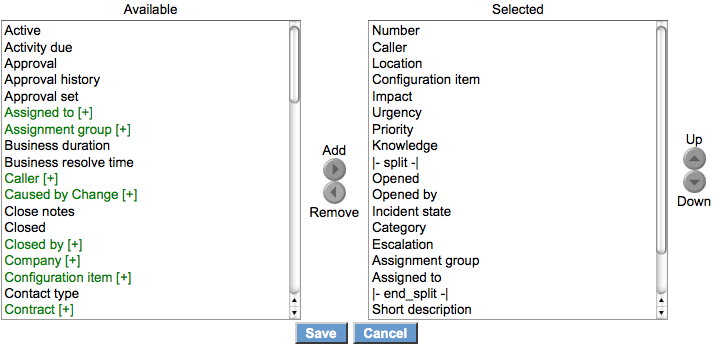 Available
Active
Activity due
Approval
Approval history
Approval set
Assigned to [+]
Assignment group [+]
Business duration
Business resolve time
Caller [+]
Caused by Change [+]
Close notes
Closed
Closed by [+]
Company [+]
Configuration item [+]
Contact type
Contract [+]
Add
Remove
Selected
Number
Caller
Location
Configuration item
Impact
Urgency
Priority
Knowledge
|- split -|
Opened
Opened by
Incident state
Category
Escalation
Assignment group
Assigned to
|- end_split -|
Short description
Up
Down
Save
Cancel